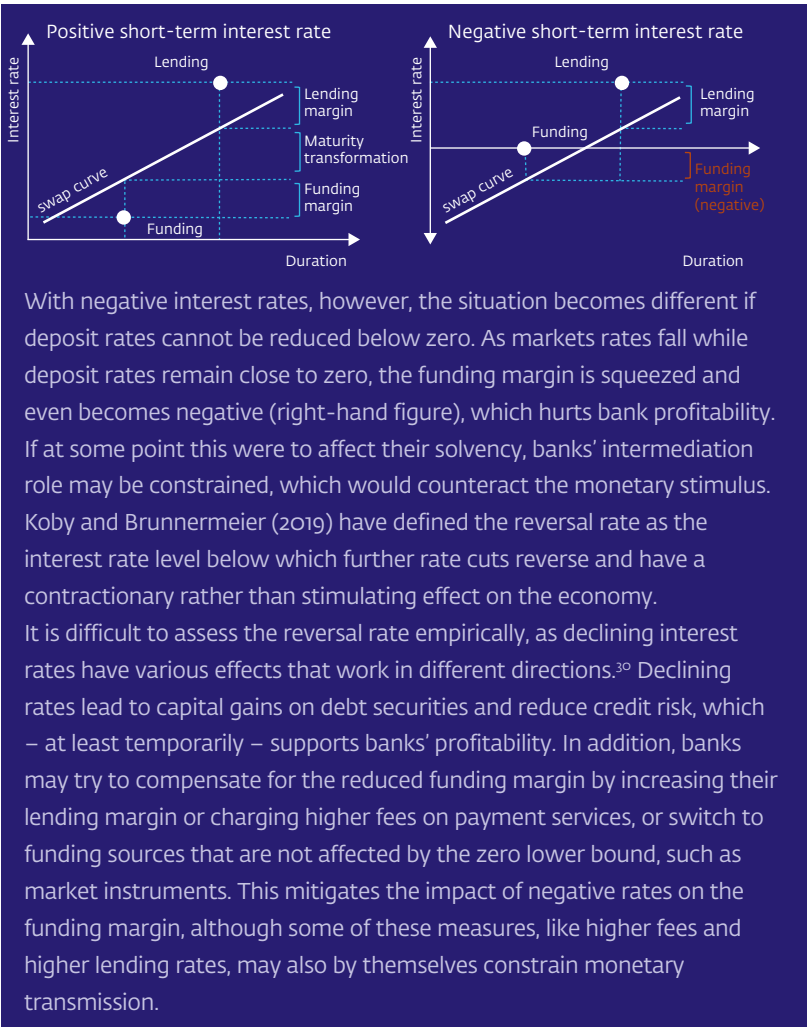 Positive short-term interest rate
Interest rate
Lending
Lending
margin
Maturity
transformation
Funding
margin
swap curve
Funding
Duration
Negative short-term interest rate
Interest rate
Lending
Lending
margin
Funding
Funding
margin
(negative)
swap curve
Duration
With negative interest rates, however, the situation becomes different if
deposit rates cannot be reduced below zero. As markets rates fall while
deposit rates remain close to zero, the funding margin is squeezed and
even becomes negative (right-hand figure), which hurts bank profitability.
If at some point this were to affect their solvency, banks’ intermediation
role may be constrained, which would counteract the monetary stimulus.
Koby and Brunnermeier (2019) have defined the reversal rate as the
interest rate level below which further rate cuts reverse and have a
contractionary rather than stimulating effect on the economy.
It is difficult to assess the reversal rate empirically, as declining interest
rates have various effects that work in different directions.³⁰ Declining
rates lead to capital gains on debt securities and reduce credit risk, which
– at least temporarily – supports banks’ profitability. In addition, banks
may try to compensate for the reduced funding margin by increasing their
lending margin or charging higher fees on payment services, or switch to
funding sources that are not affected by the zero lower bound, such as
market instruments. This mitigates the impact of negative rates on the
funding margin, although some of these measures, like higher fees and
higher lending rates, may also by themselves constrain monetary
transmission.